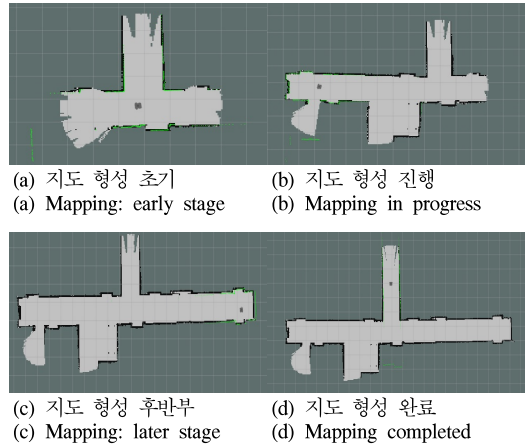 (a) 지도 형성 초기
(a) Mapping: early stage
(b) 지도 형성 진행
(b) Mapping in progress
(c) 지도 형성 후반부
(c) Mapping: later stage
(d) 지도 형성 완료
(d) Mapping completed